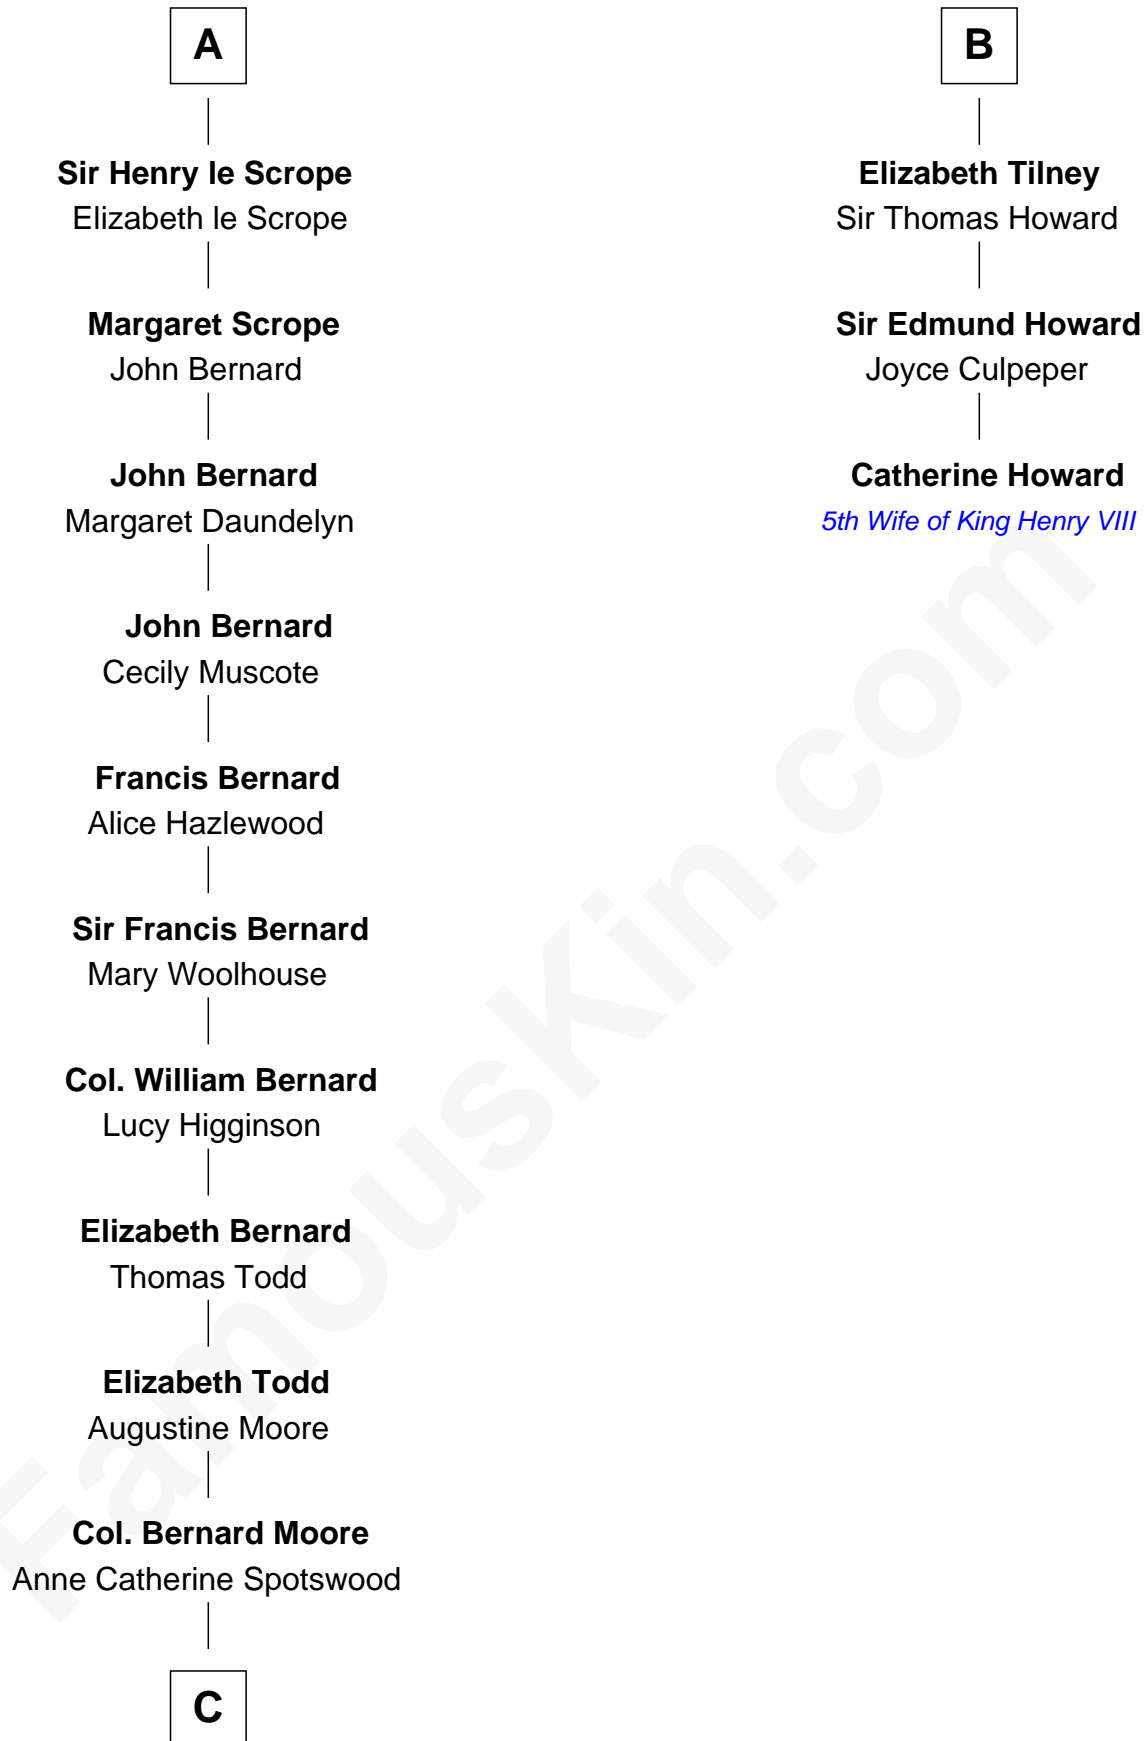 A
Sir Henry le Scrope
Elizabeth le Scrope
Margaret Scrope
John Bernard
John Bernard
Margaret Daundelyn
John Bernard
Cecily Muscote
Francis Bernard
Alice Hazlewood
Sir Francis Bernard
Mary Woolhouse
Col. William Bernard
Lucy Higginson
Elizabeth Bernard
Thomas Todd
Elizabeth Todd
Augustine Moore
Col. Bernard Moore
Anne Catherine Spotswood
C
B
Elizabeth Tilney
Sir Thomas Howard
Sir Edmund Howard
Joyce Culpeper
Catherine Howard
5th Wife of King Henry VIII
FamousKin.com